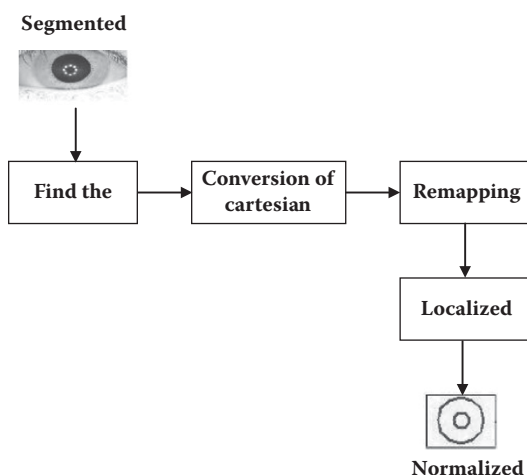 Segmented
Find the
Conversion of
cartesian
Remapping
Localized
Normalized